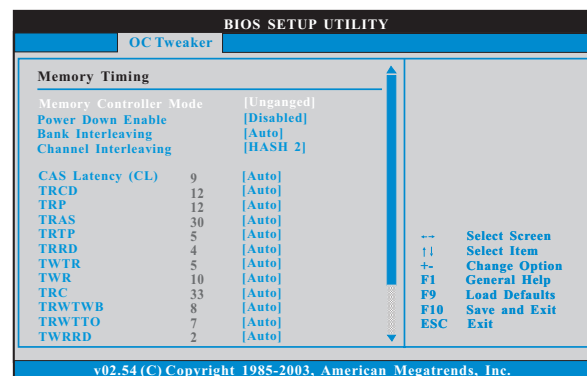 BIOS SETUP UTILITY
OC Tweaker
Memory Timing
Memory Controller Mode [Unganged]
Power Down Enable [Disabled]
Bank Interleaving [Auto]
Channel Interleaving [HASH 2]
CAS Latency (CL) 9 [Auto]
TRCD 12 [Auto]
TRP 12 [Auto]
TRAS 30 [Auto]
TRTP 5 [Auto]
TRRD 4 [Auto]
TWTR 5 [Auto]
TWR 10 [Auto]
TRC 33 [Auto]
TRWTWB 8 [Auto]
TRWTTO 7 [Auto]
TWRRD 2 [Auto]
←→ Select Screen
↑↓ Select Item
+- Change Option
F1 General Help
F9 Load Defaults
F10 Save and Exit
ESC Exit
v02.54 (C) Copyright 1985-2003, American Megatrends, Inc.